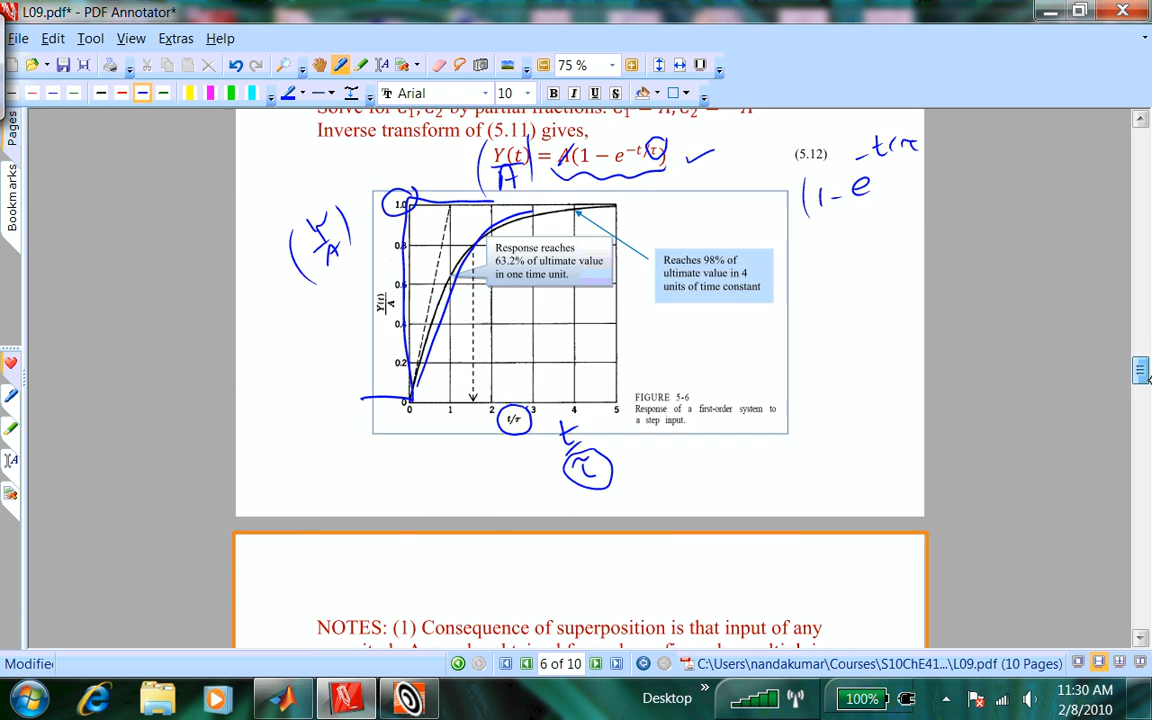 L09.pdf* - PDF Annotator*
File Edit Tool View Extras Help
75 %
Arial 10 B I U S
Pages
Bookmarks
Inverse transform of (5.11) gives,
Y(t) = A(1 − e^−t/τ) (5.12)
A
(1- e^-t/τ
(Y/A)
1.0
0.8
0.6
0.4
0.2
0
Y(t)/A
0 1 2 3 4 5
t/τ
Response reaches
63.2% of ultimate value
in one time unit.
Reaches 98% of
ultimate value in 4
units of time constant
FIGURE 5-6
Response of a first-order system to
a step input.
t/τ
NOTES: (1) Consequence of superposition is that input of any
Modified
6 of 10
C:\Users\nandakumar\Courses\S10ChE41...\L09.pdf (10 Pages)
Desktop »
100%
11:30 AM
2/8/2010